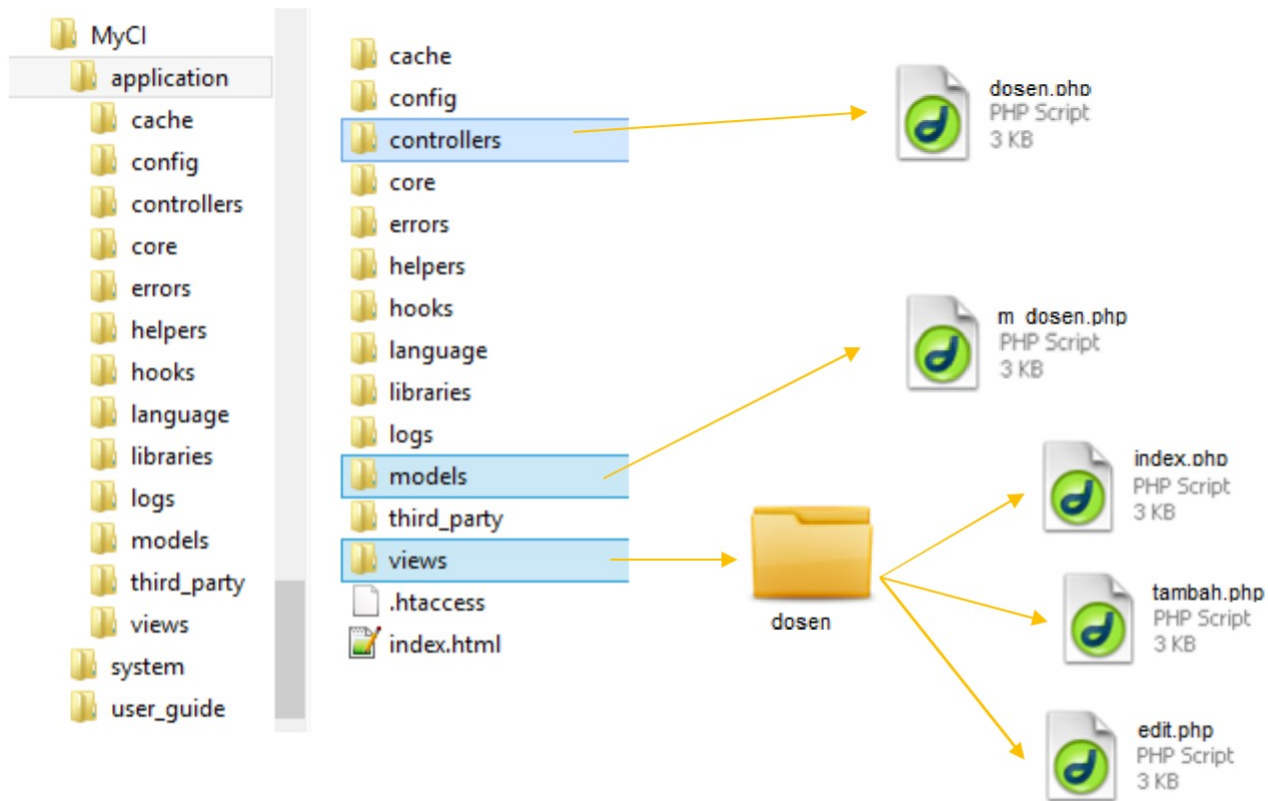 MyCI
application
cache
config
controllers
core
errors
helpers
hooks
language
libraries
logs
models
third_party
views
system
user_guide
cache
config
controllers
core
errors
helpers
hooks
language
libraries
logs
models
third_party
views
.htaccess
index.html
dosen.php
PHP Script
3 KB
m_dosen.php
PHP Script
3 KB
dosen
index.php
PHP Script
3 KB
tambah.php
PHP Script
3 KB
edit.php
PHP Script
3 KB